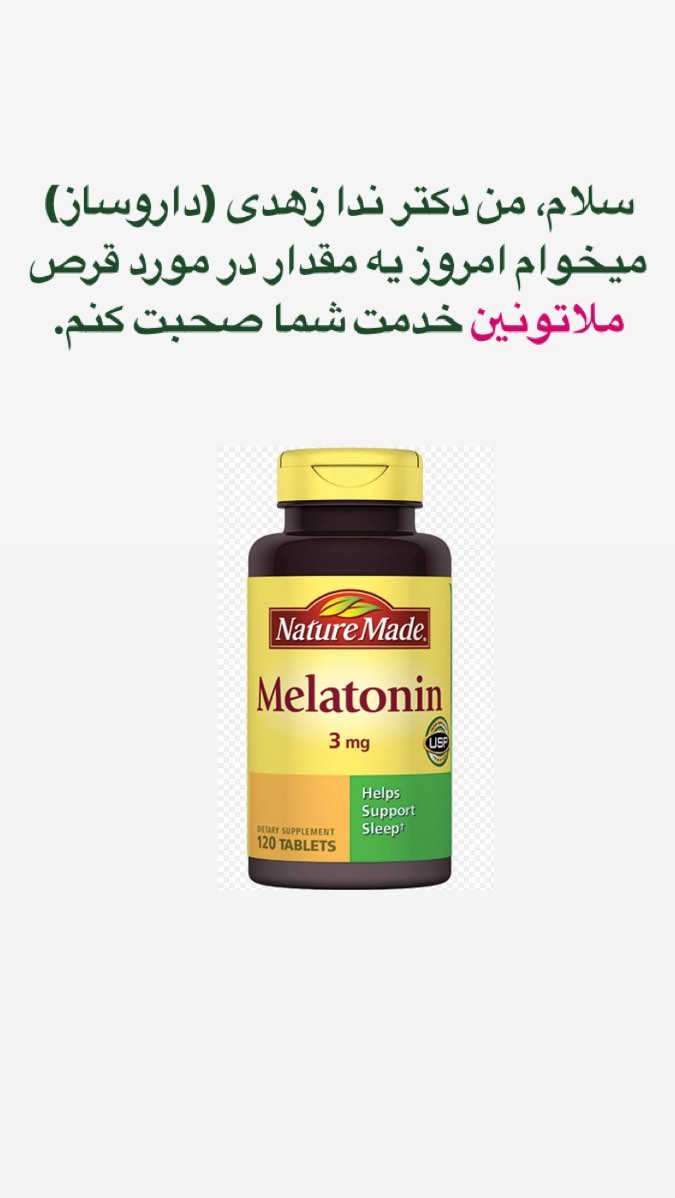 سلام، من دکتر ندا زهدی (داروساز)
میخوام امروز یه مقدار در مورد قرص
ملاتونین خدمت شما صحبت کنم.
Nature Made®
Melatonin
3 mg
USP
Helps
Support
Sleep†
DIETARY SUPPLEMENT
120 TABLETS